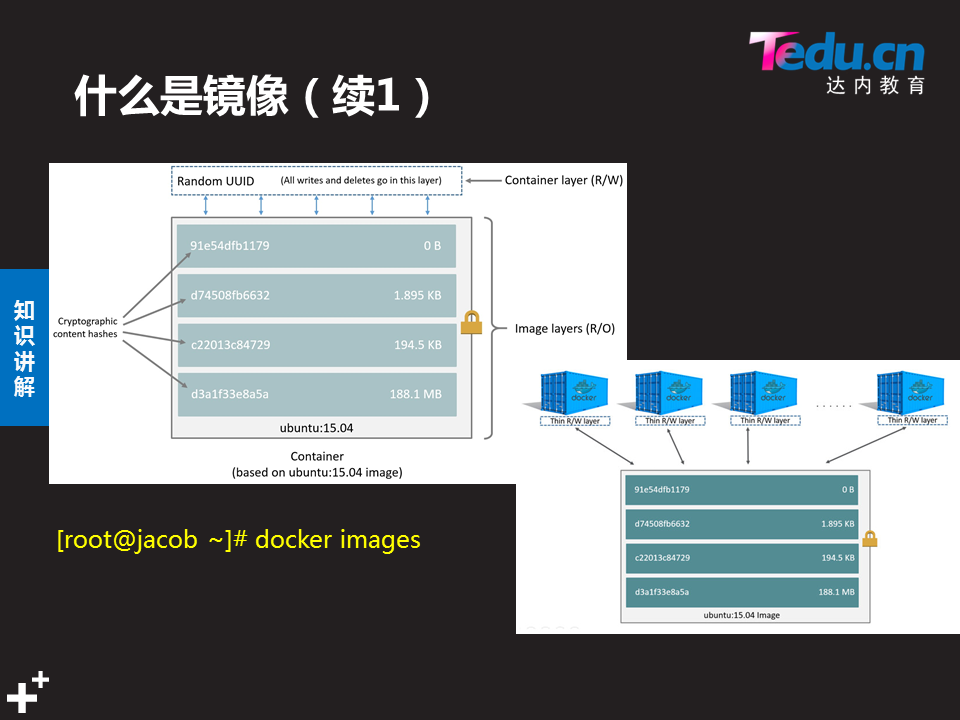 Tedu.cn
达内教育
什么是镜像（续1）
知识讲解
Random UUID (All writes and deletes go in this layer)
Container layer (R/W)
91e54dfb1179 0 B
d74508fb6632 1.895 KB
c22013c84729 194.5 KB
d3a1f33e8a5a 188.1 MB
ubuntu:15.04
Cryptographic
content hashes
Image layers (R/O)
Container
(based on ubuntu:15.04 image)
docker docker docker docker
Thin R/W layer Thin R/W layer Thin R/W layer Thin R/W layer
......
91e54dfb1179 0 B
d74508fb6632 1.895 KB
c22013c84729 194.5 KB
d3a1f33e8a5a 188.1 MB
ubuntu:15.04 Image
[root@jacob ~]# docker images